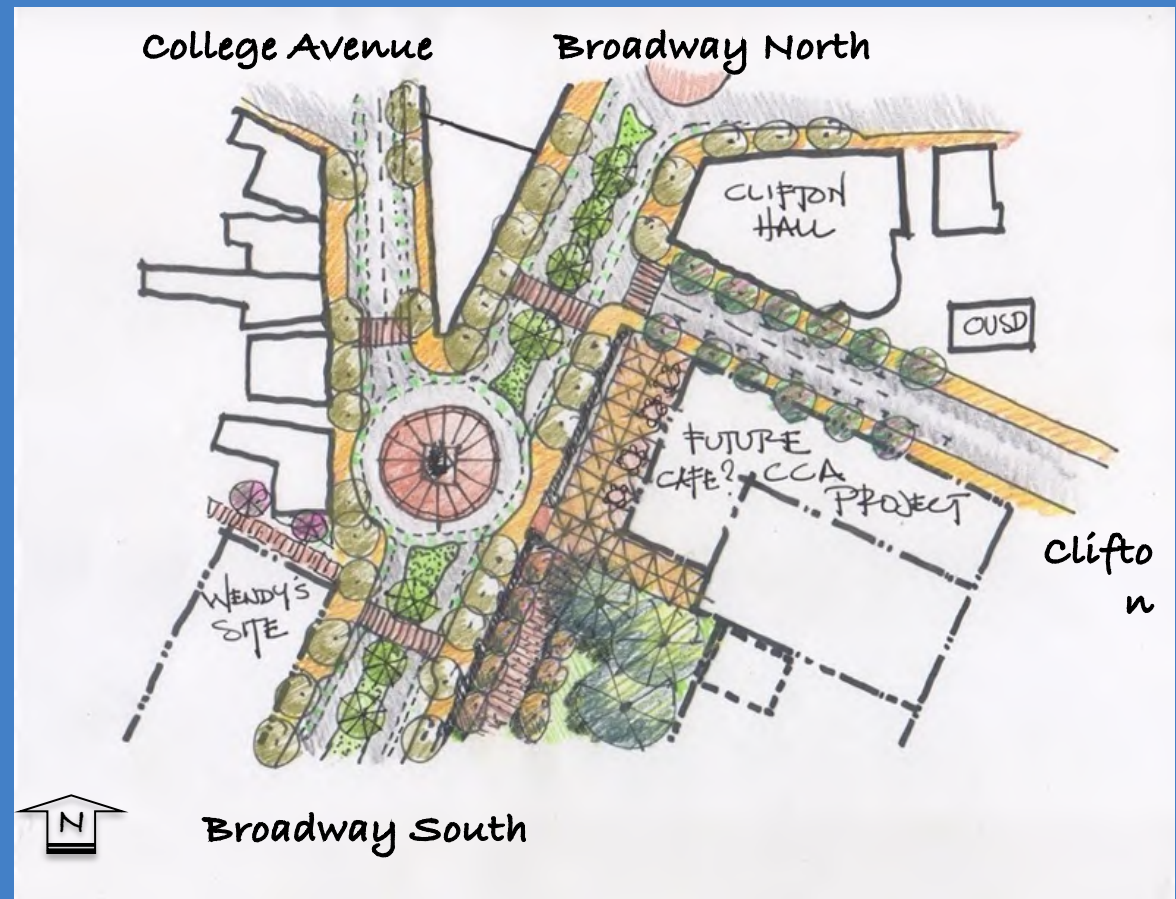 College Avenue
Broadway North
CLIFTON
HALL
OUSD
FUTURE
CAFE? CCA
PROJECT
Clifto
n
WENDY'S
SITE
N
Broadway South